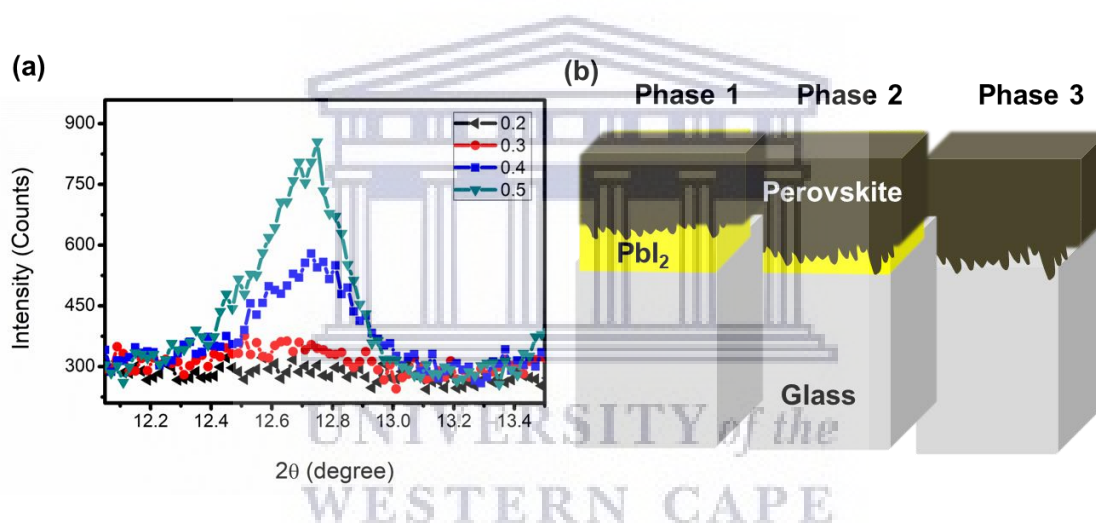 (a)
900
750
600
450
300
Intensity (Counts)
0.2
0.3
0.4
0.5
12.2 12.4 12.6 12.8 13.0 13.2 13.4
2θ (degree)
(b)
Phase 1 Phase 2 Phase 3
Perovskite
PbI₂
Glass
UNIVERSITY of the
WESTERN CAPE